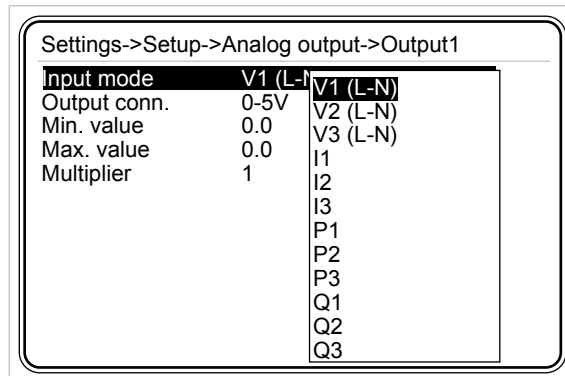 Settings->Setup->Analog output->Output1
Input mode V1 (L-N
Output conn. 0-5V
Min. value 0.0
Max. value 0.0
Multiplier 1
V1 (L-N)
V2 (L-N)
V3 (L-N)
I1
I2
I3
P1
P2
P3
Q1
Q2
Q3